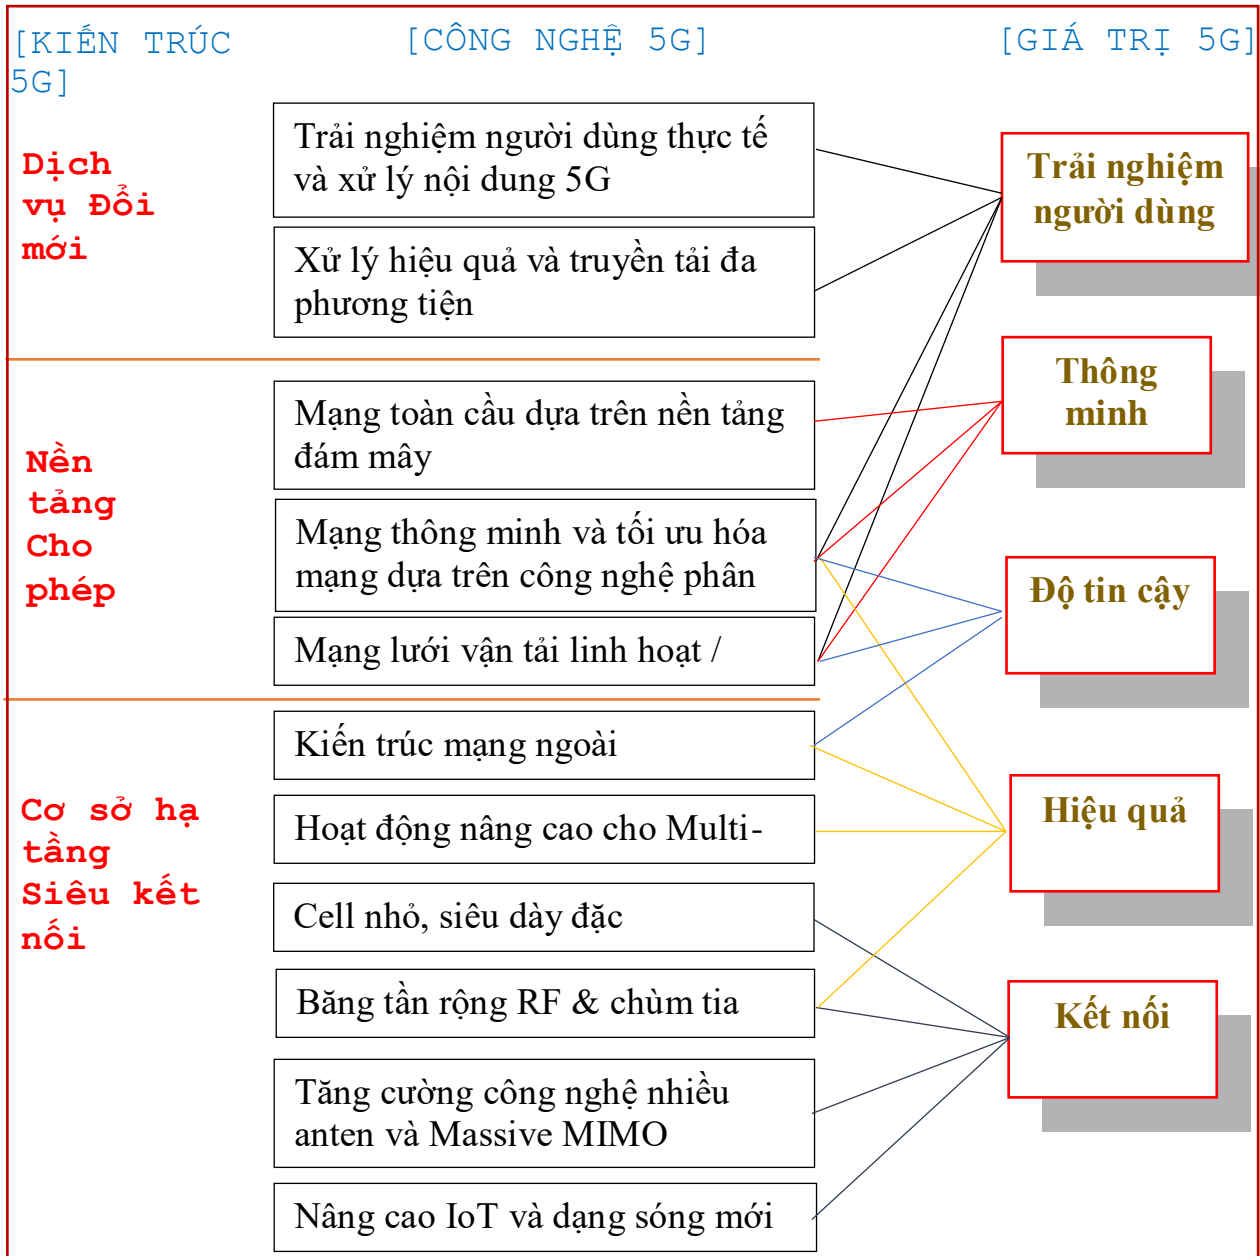 [KIẾN TRÚC
5G]
[CÔNG NGHỆ 5G]
[GIÁ TRỊ 5G]
Dịch
vụ Đổi
mới
Trải nghiệm người dùng thực tế
và xử lý nội dung 5G
Xử lý hiệu quả và truyền tải đa
phương tiện
Nền
tảng
Cho
phép
Mạng toàn cầu dựa trên nền tảng
đám mây
Mạng thông minh và tối ưu hóa
mạng dựa trên công nghệ phân
Mạng lưới vận tải linh hoạt /
Cơ sở hạ
tầng
Siêu kết
nối
Kiến trúc mạng ngoài
Hoạt động nâng cao cho Multi-
Cell nhỏ, siêu dày đặc
Băng tần rộng RF & chùm tia
Tăng cường công nghệ nhiều
anten và Massive MIMO
Nâng cao IoT và dạng sóng mới
Trải nghiệm
người dùng
Thông
minh
Độ tin cậy
Hiệu quả
Kết nối